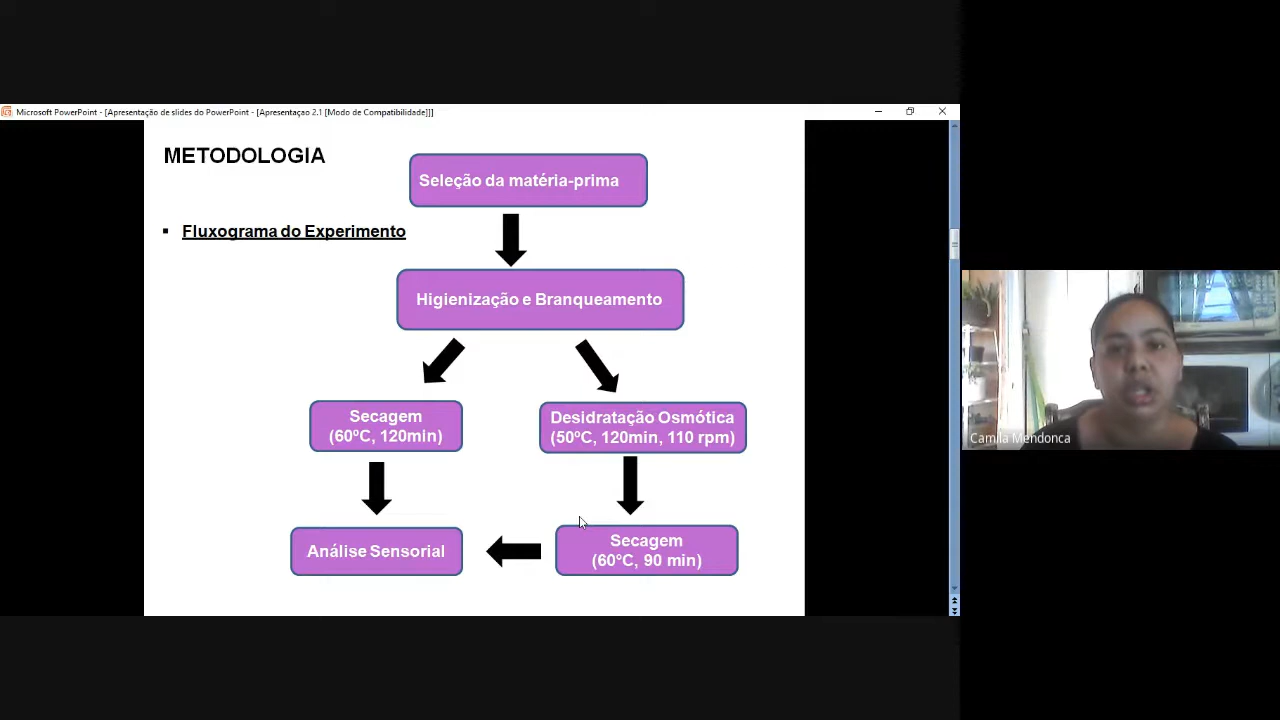 Microsoft PowerPoint - [Apresentação de slides do PowerPoint - [Apresentaçao 2.1 [Modo de Compatibilidade]]]
METODOLOGIA
Seleção da matéria-prima
▪ Fluxograma do Experimento
Higienização e Branqueamento
Secagem
(60ºC, 120min)
Desidratação Osmótica
(50ºC, 120min, 110 rpm)
Análise Sensorial
Secagem
(60ºC, 90 min)
Camila Mendonca